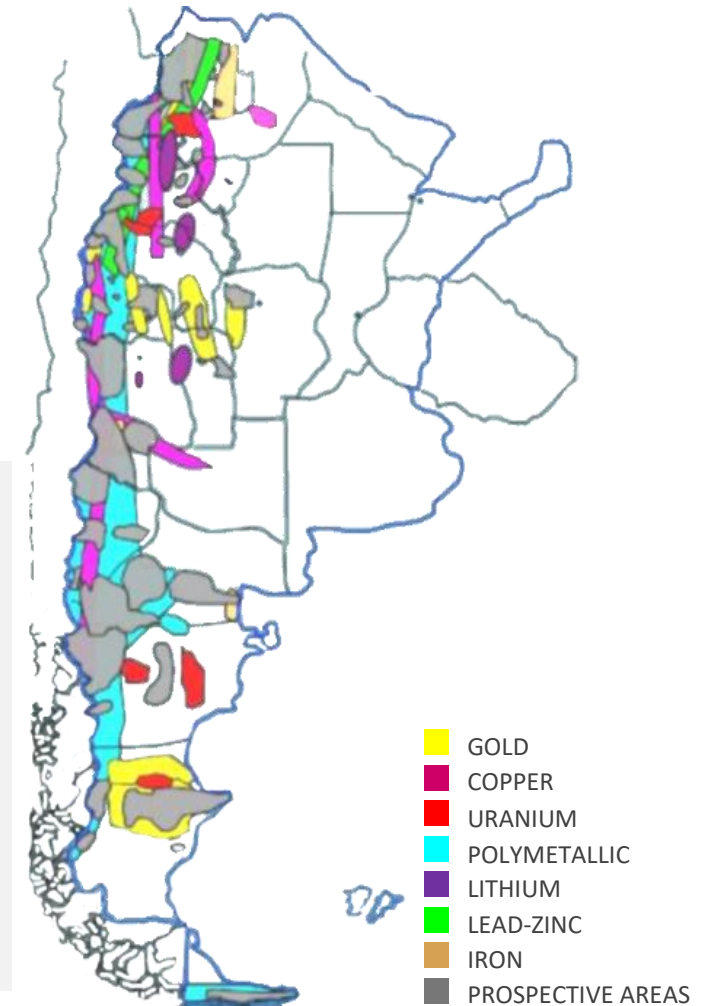 GOLD
COPPER
URANIUM
POLYMETALLIC
LITHIUM
LEAD-ZINC
IRON
PROSPECTIVE AREAS